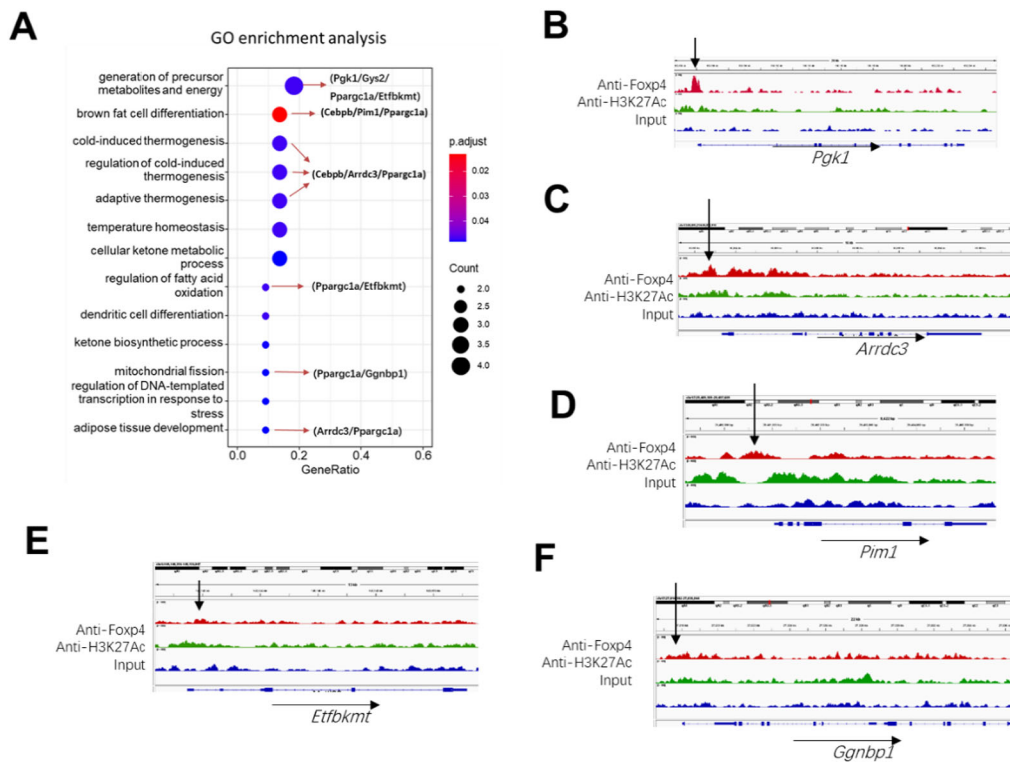 A
GO enrichment analysis
generation of precursor
metabolites and energy
brown fat cell differentiation
cold-induced thermogenesis
regulation of cold-induced
thermogenesis
adaptive thermogenesis
temperature homeostasis
cellular ketone metabolic
process
regulation of fatty acid
oxidation
dendritic cell differentiation
ketone biosynthetic process
mitochondrial fission
regulation of DNA-templated
transcription in response to
stress
adipose tissue development
(Pgk1/Gys2/
Ppargc1a/Etfbkmt)
(Cebpb/Pim1/Ppargc1a)
(Cebpb/Arrdc3/Ppargc1a)
(Ppargc1a/Etfbkmt)
(Ppargc1a/Ggnbp1)
(Arrdc3/Ppargc1a)
0.0 0.2 0.4 0.6
GeneRatio
p.adjust
0.02
0.04
Count
2.0
2.5
3.0
3.5
4.0
B
Anti-Foxp4
Anti-H3K27Ac
Input
Pgk1
C
Anti-Foxp4
Anti-H3K27Ac
Input
Arrdc3
D
Anti-Foxp4
Anti-H3K27Ac
Input
Pim1
E
Anti-Foxp4
Anti-H3K27Ac
Input
Etfbkmt
F
Anti-Foxp4
Anti-H3K27Ac
Input
Ggnbp1